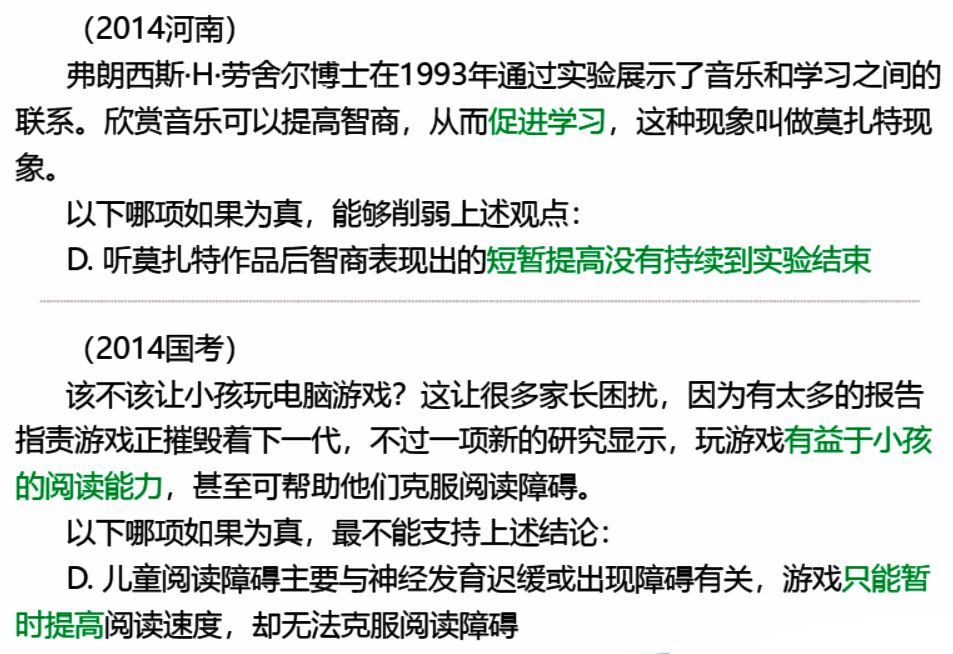 （2014河南）
弗朗西斯·H·劳舍尔博士在1993年通过实验展示了音乐和学习之间的
联系。欣赏音乐可以提高智商，从而促进学习，这种现象叫做莫扎特现
象。
以下哪项如果为真，能够削弱上述观点：
D. 听莫扎特作品后智商表现出的短暂提高没有持续到实验结束
（2014国考）
该不该让小孩玩电脑游戏？这让很多家长困扰，因为有太多的报告
指责游戏正摧毁着下一代，不过一项新的研究显示，玩游戏有益于小孩
的阅读能力，甚至可帮助他们克服阅读障碍。
以下哪项如果为真，最不能支持上述结论：
D. 儿童阅读障碍主要与神经发育迟缓或出现障碍有关，游戏只能暂
时提高阅读速度，却无法克服阅读障碍